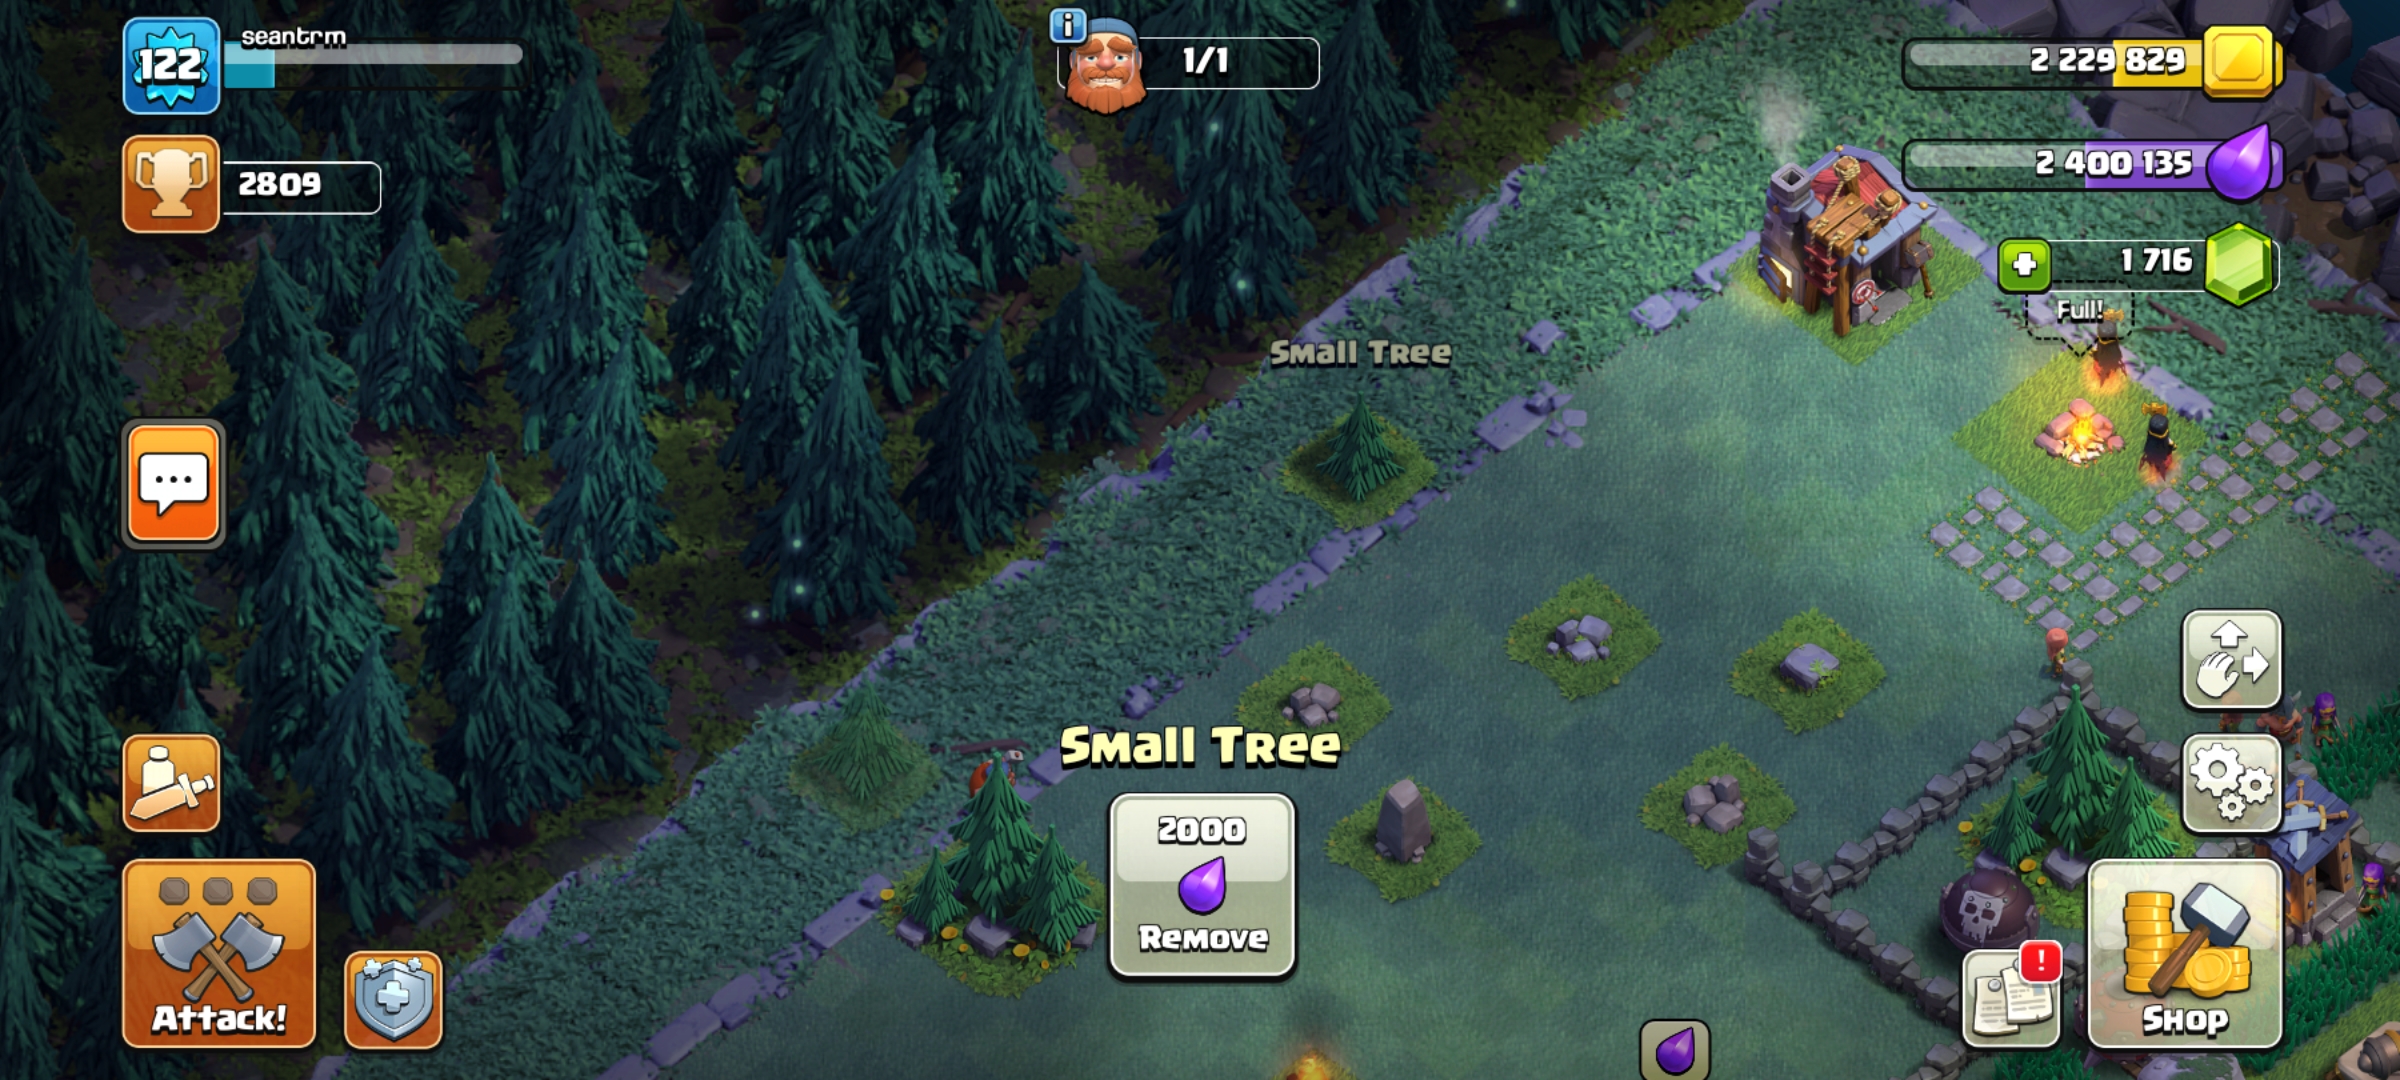 122
seantrm
i
1/1
2 229 829
2809
2 400 135
1 716
Full!
Small Tree
Small Tree
2000
Remove
Attack!
!
Shop